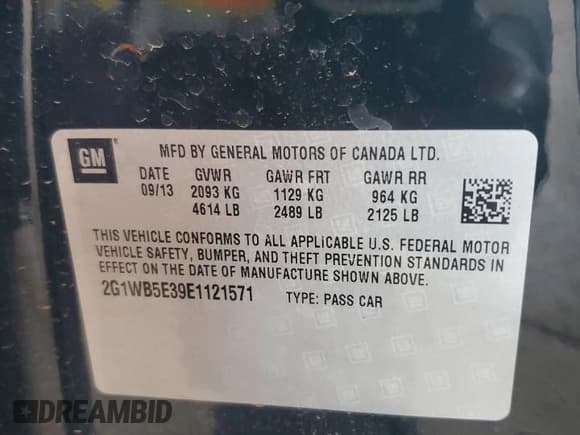 GM
MFD BY GENERAL MOTORS OF CANADA LTD.
DATE GVWR GAWR FRT GAWR RR
09/13 2093 KG 1129 KG 964 KG
4614 LB 2489 LB 2125 LB
THIS VEHICLE CONFORMS TO ALL APPLICABLE U.S. FEDERAL MOTOR
VEHICLE SAFETY, BUMPER, AND THEFT PREVENTION STANDARDS IN
EFFECT ON THE DATE OF MANUFACTURE SHOWN ABOVE.
2G1WB5E39E1121571 TYPE: PASS CAR
DREAMBID